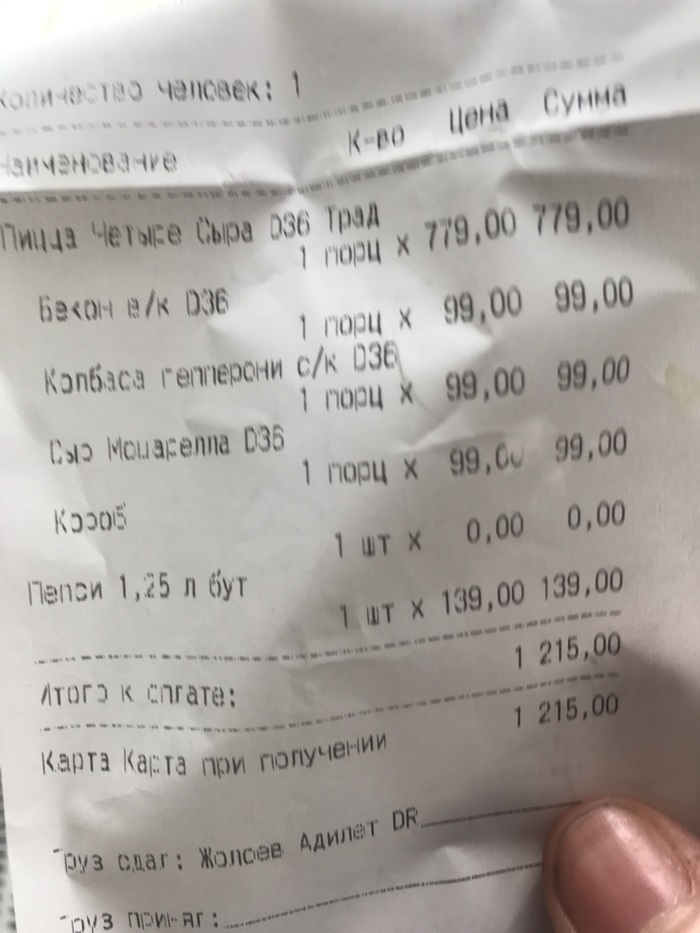 Количество человек: 1
Наименование К-во Цена Сумма
Пицца Четыре Сыра D36 Трад
1 порц x 779,00 779,00
Бекон в/к D36
1 порц x 99,00 99,00
Колбаса пепперони с/к D36
1 порц x 99,00 99,00
Сыр Моцарелла D36
1 порц x 99,00 99,00
Короб
1 шт x 0,00 0,00
Пепси 1,25 л бут
1 шт x 139,00 139,00
1 215,00
Итого к оплате:
1 215,00
Карта Карта при получении
Груз сдал: Жолоев Адилет DR
Груз принял: